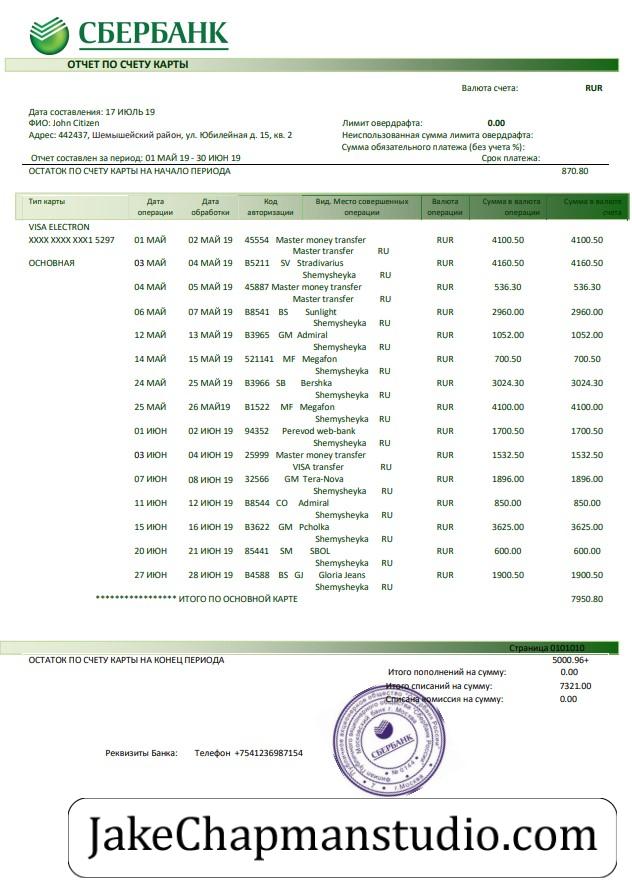 СБЕРБАНК
ОТЧЕТ ПО СЧЕТУ КАРТЫ
Валюта счета: RUR
Дата составления: 17 ИЮЛЬ 19
ФИО: John Citizen
Адрес: 442437, Шемышейский район, ул. Юбилейная д. 15, кв. 2
Лимит овердрафта: 0.00
Неиспользованная сумма лимита овердрафта:
Сумма обязательного платежа (без учета %):
Отчет составлен за период: 01 МАЙ 19 - 30 ИЮН 19 Срок платежа:
ОСТАТОК ПО СЧЕТУ КАРТЫ НА НАЧАЛО ПЕРИОДА 870.80
Тип карты Дата операции Дата обработки Код авторизации Вид. Место совершенных операции Валюта операции Сумма в валюте операции Сумма в валюте счета
VISA ELECTRON
XXXX XXXX XXX1 5297 01 МАЙ 02 МАЙ 19 45554 Master money transfer RUR 4100.50 4100.50
Master transfer RU
ОСНОВНАЯ 03 МАЙ 04 МАЙ 19 B5211 SV Stradivarius RUR 4160.50 4160.50
Shemysheyka RU
04 МАЙ 05 МАЙ 19 45887 Master money transfer RUR 536.30 536.30
Master transfer RU
06 МАЙ 07 МАЙ 19 B8541 BS Sunlight RUR 2960.00 2960.00
Shemysheyka RU
12 МАЙ 13 МАЙ 19 B3965 GM Admiral RUR 1052.00 1052.00
Shemysheyka RU
14 МАЙ 15 МАЙ 19 521141 MF Megafon RUR 700.50 700.50
Shemysheyka RU
24 МАЙ 25 МАЙ 19 B3966 SB Bershka RUR 3024.30 3024.30
Shemysheyka RU
25 МАЙ 26 МАЙ19 B1522 MF Megafon RUR 4100.00 4100.00
Shemysheyka RU
01 ИЮН 02 ИЮН 19 94352 Perevod web-bank RUR 1700.50 1700.50
Shemysheyka RU
03 ИЮН 04 ИЮН 19 25999 Master money transfer RUR 1532.50 1532.50
VISA transfer RU
07 ИЮН 08 ИЮН 19 32566 GM Tera-Nova RUR 1896.00 1896.00
Shemysheyka RU
11 ИЮН 12 ИЮН 19 B8544 CO Admiral RUR 850.00 850.00
Shemysheyka RU
15 ИЮН 16 ИЮН 19 B3622 GM Pcholka RUR 3625.00 3625.00
Shemysheyka RU
20 ИЮН 21 ИЮН 19 85441 SM SBOL RUR 600.00 600.00
Shemysheyka RU
27 ИЮН 28 ИЮН 19 B4588 BS GJ Gloria Jeans RUR 1900.50 1900.50
Shemysheyka RU
***************** ИТОГО ПО ОСНОВНОЙ КАРТЕ 7950.80
Страница 0101010
ОСТАТОК ПО СЧЕТУ КАРТЫ НА КОНЕЦ ПЕРИОДА 5000.96+
Итого пополнений на сумму: 0.00
Итого списаний на сумму: 7321.00
Списана комиссия на сумму: 0.00
СБЕРБАНК
г.Москва
Реквизиты Банка: Телефон +7541236987154
JakeChapmanstudio.com